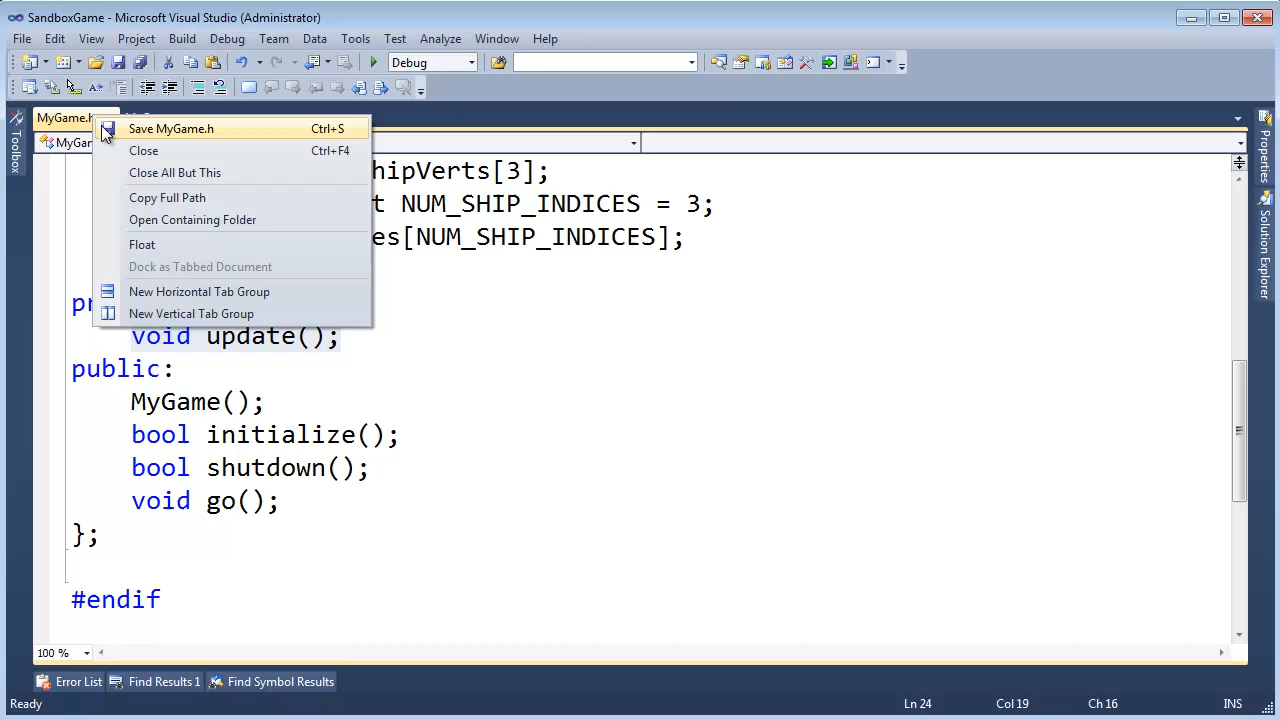 SandboxGame - Microsoft Visual Studio (Administrator)
File Edit View Project Build Debug Team Data Tools Test Analyze Window Help
Debug
MyGame.h
Save MyGame.h Ctrl+S
Close Ctrl+F4
Close All But This
Copy Full Path
Open Containing Folder
Float
Dock as Tabbed Document
New Horizontal Tab Group
New Vertical Tab Group
Toolbox
Properties
Solution Explorer
hipVerts[3];
t NUM_SHIP_INDICES = 3;
es[NUM_SHIP_INDICES];
void update();
public:
MyGame();
bool initialize();
bool shutdown();
void go();
};
#endif
100 %
Error List Find Results 1 Find Symbol Results
Ready Ln 24 Col 19 Ch 16 INS